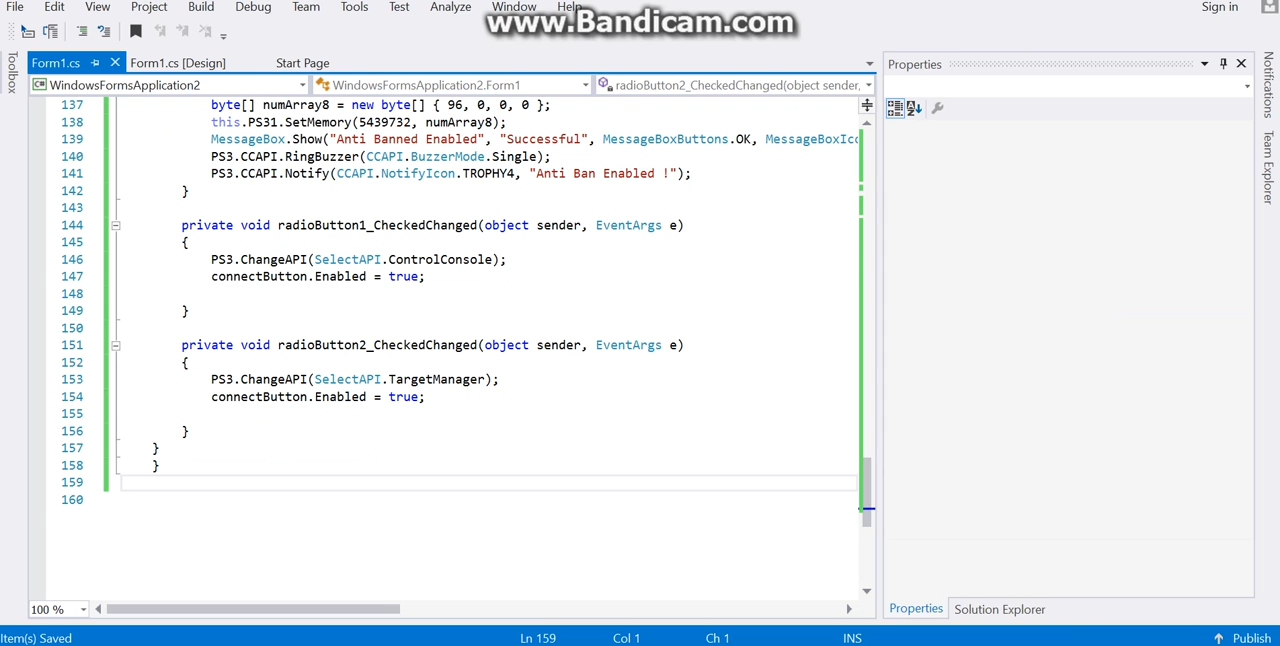 File Edit View Project Build Debug Team Tools Test Analyze Window Help Sign in
www.Bandicam.com
Toolbox
Form1.cs Form1.cs [Design] Start Page
WindowsFormsApplication2 WindowsFormsApplication2.Form1 radioButton2_CheckedChanged(object sender,
137 byte[] numArray8 = new byte[] { 96, 0, 0, 0 };
138 this.PS31.SetMemory(5439732, numArray8);
139 MessageBox.Show("Anti Banned Enabled", "Successful", MessageBoxButtons.OK, MessageBoxIco
140 PS3.CCAPI.RingBuzzer(CCAPI.BuzzerMode.Single);
141 PS3.CCAPI.Notify(CCAPI.NotifyIcon.TROPHY4, "Anti Ban Enabled !");
142 }
143
144 private void radioButton1_CheckedChanged(object sender, EventArgs e)
145 {
146 PS3.ChangeAPI(SelectAPI.ControlConsole);
147 connectButton.Enabled = true;
148
149 }
150
151 private void radioButton2_CheckedChanged(object sender, EventArgs e)
152 {
153 PS3.ChangeAPI(SelectAPI.TargetManager);
154 connectButton.Enabled = true;
155
156 }
157 }
158 }
159
160
100 %
Properties
Properties Solution Explorer
Notifications
Team Explorer
Item(s) Saved Ln 159 Col 1 Ch 1 INS Publish